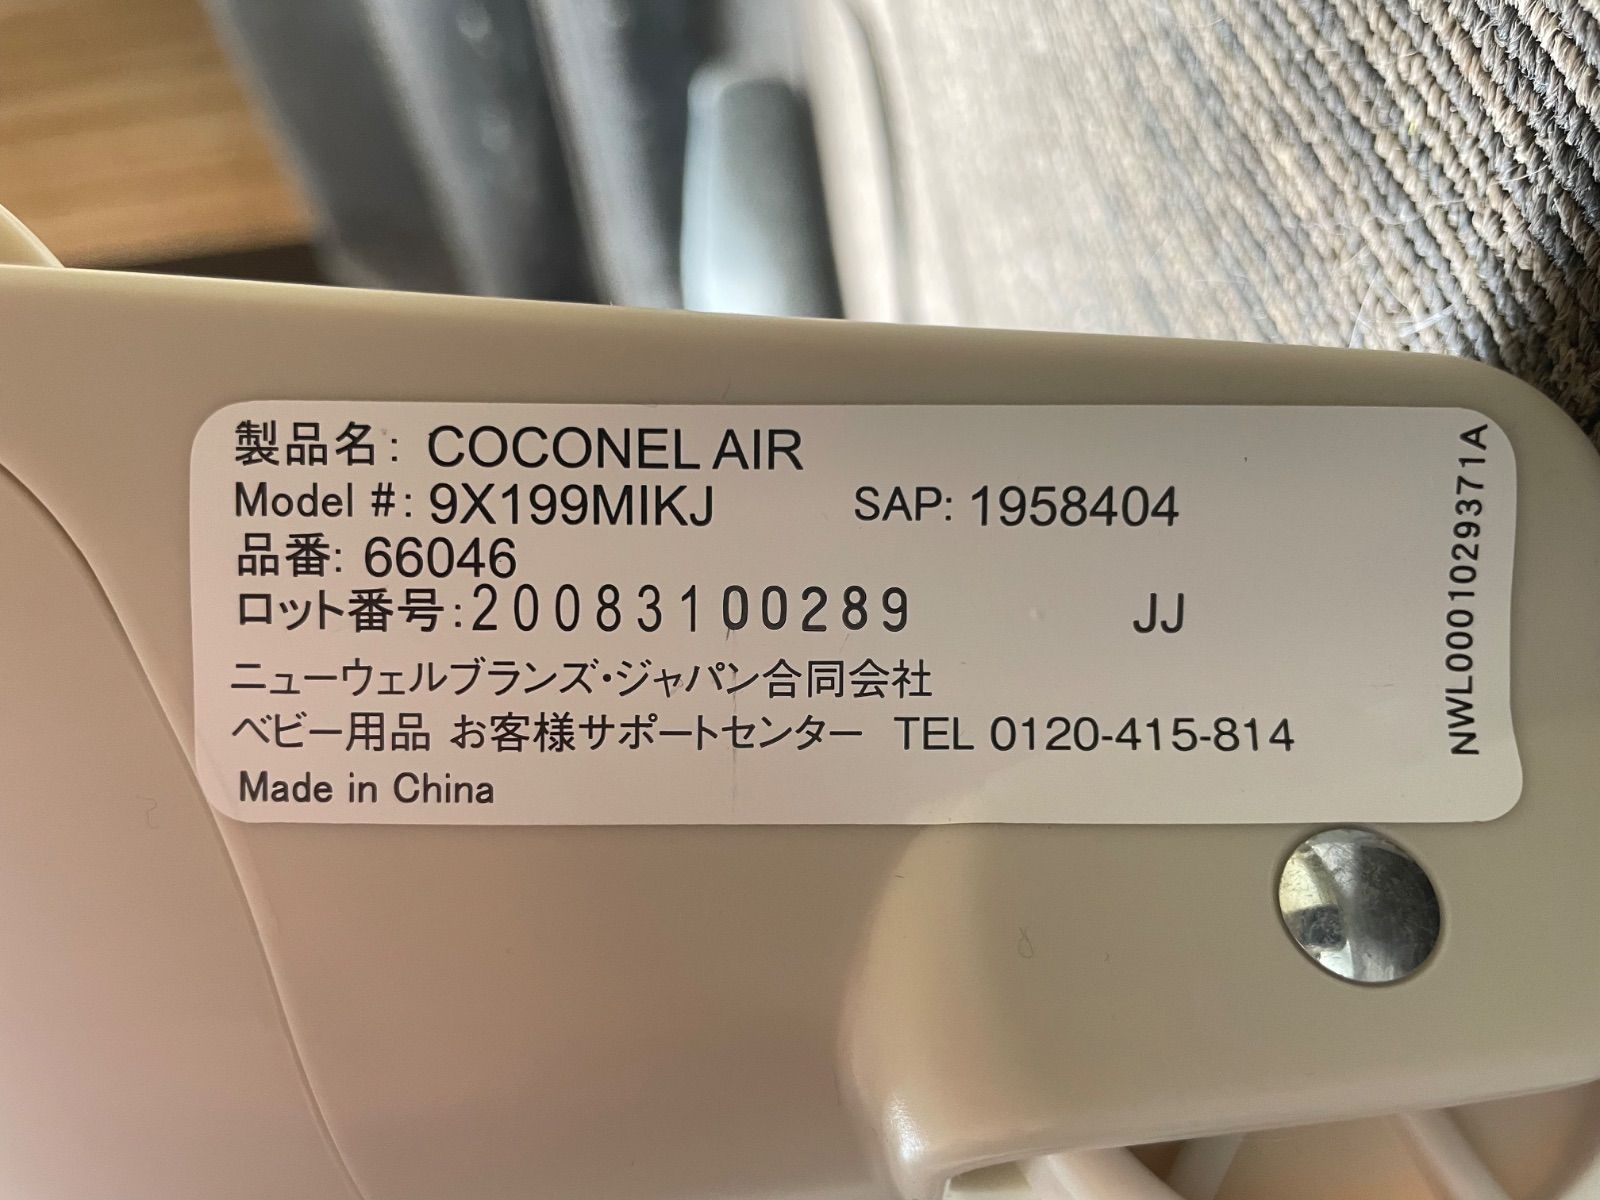 製品名: COCONEL AIR
Model #: 9X199MIKJ SAP: 1958404
品番: 66046
ロット番号:20083100289 JJ
ニューウェルブランズ・ジャパン合同会社
ベビー用品 お客様サポートセンター TEL 0120-415-814
Made in China
NWL0001029371A